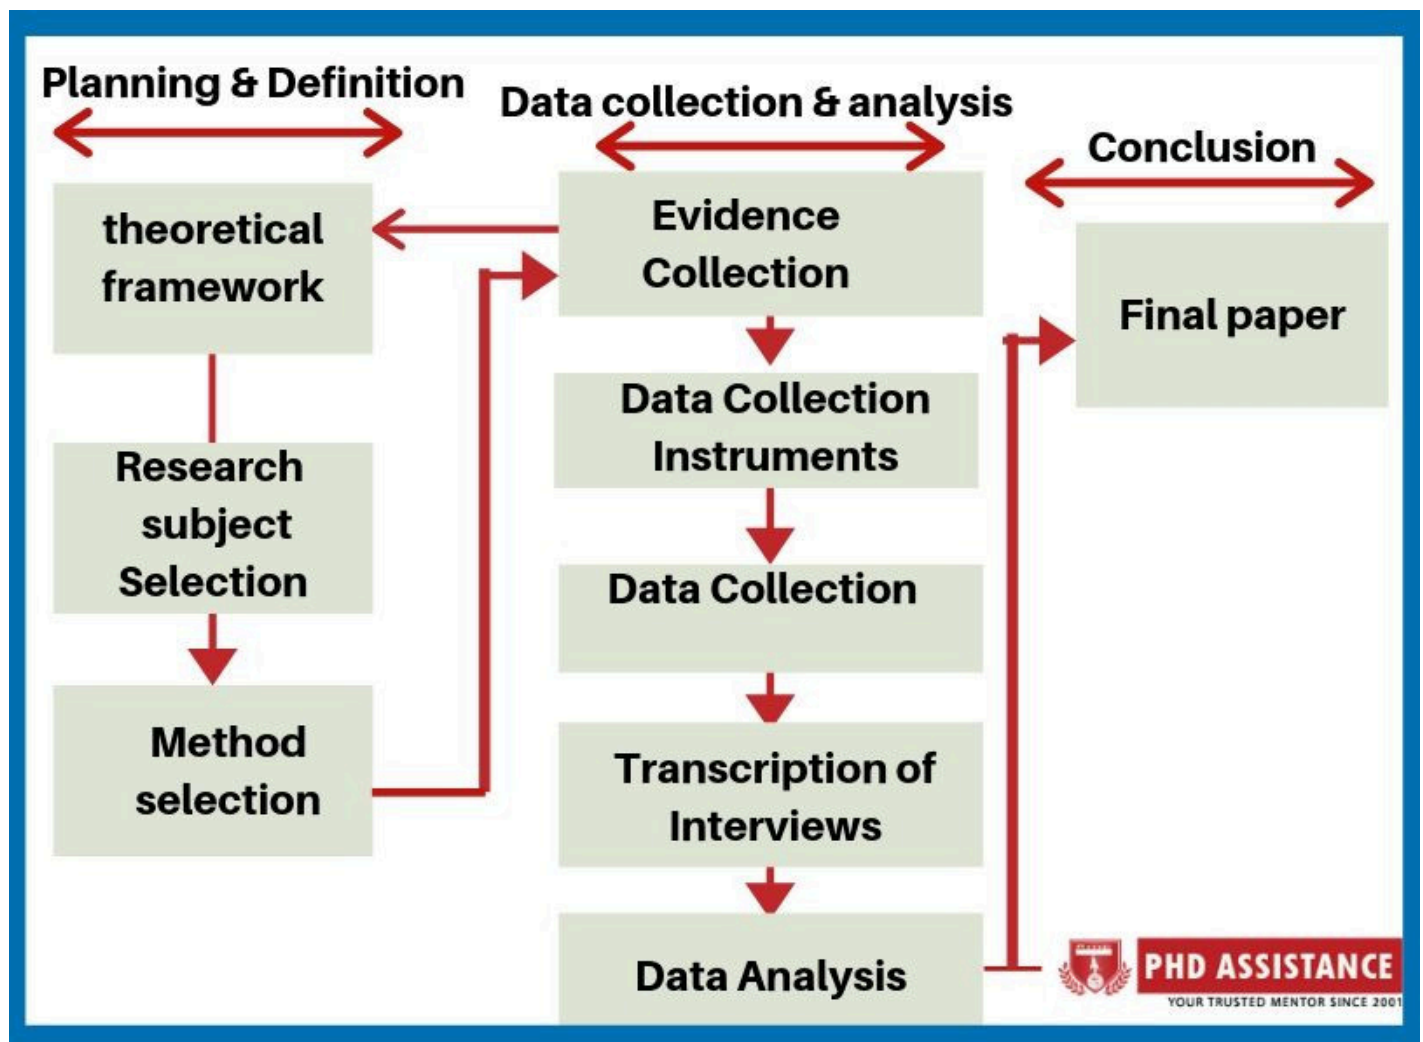 Planning & Definition
theoretical
framework
Research
subject
Selection
Method
selection
Data collection & analysis
Evidence
Collection
Data Collection
Instruments
Data Collection
Transcription of
Interviews
Data Analysis
Conclusion
Final paper
PHD ASSISTANCE
YOUR TRUSTED MENTOR SINCE 2001